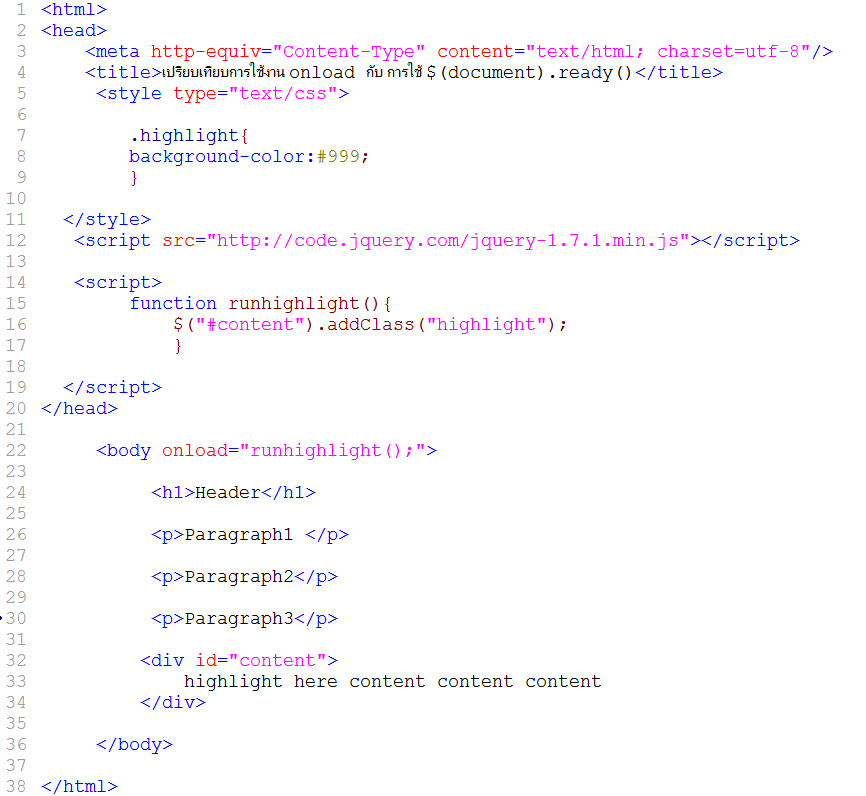 1 <html>
2 <head>
3 <meta http-equiv="Content-Type" content="text/html; charset=utf-8"/>
4 <title>เปรียบเทียบการใช้งาน onload กับ การใช้ $(document).ready()</title>
5 <style type="text/css">
6
7 .highlight{
8 background-color:#999;
9 }
10
11 </style>
12 <script src="http://code.jquery.com/jquery-1.7.1.min.js"></script>
13
14 <script>
15 function runhighlight(){
16 $("#content").addClass("highlight");
17 }
18
19 </script>
20 </head>
21
22 <body onload="runhighlight();">
23
24 <h1>Header</h1>
25
26 <p>Paragraph1 </p>
27
28 <p>Paragraph2</p>
29
30 <p>Paragraph3</p>
31
32 <div id="content">
33 highlight here content content content
34 </div>
35
36 </body>
37
38 </html>